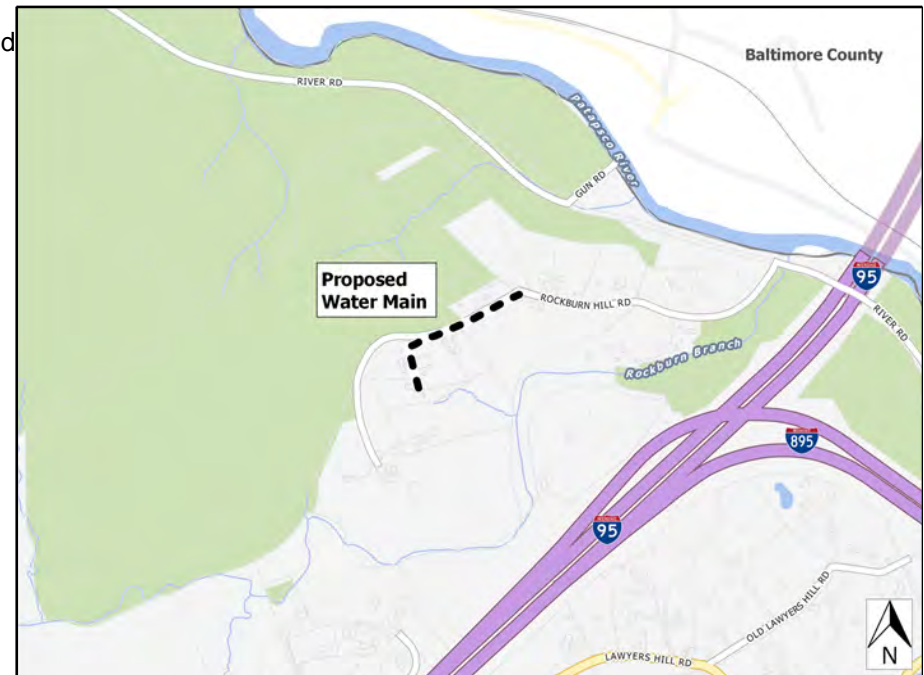 d
Baltimore County
RIVER RD
Patapsco River
GUN RD
Proposed
Water Main
ROCKBURN HILL RD
95
RIVER RD
Rockburn Branch
895
95
OLD LAWYERS HILL RD
LAWYERS HILL RD
N